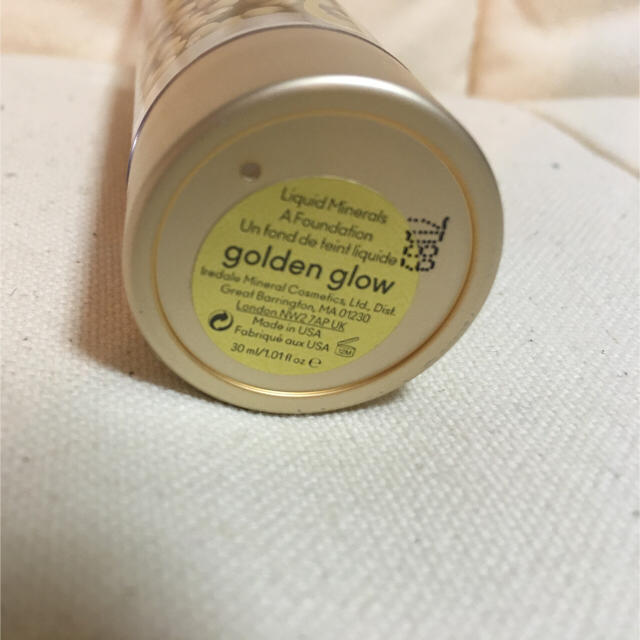 Liquid Minerals
A Foundation
Un fond de teint liquide
golden glow
Iredale Mineral Cosmetics, Ltd., Dist.
Great Barrington, MA 01230
London NW2 7AP UK
Made in USA
Fabriqué aux USA
30 ml/1.01 fl oz ℮
12M